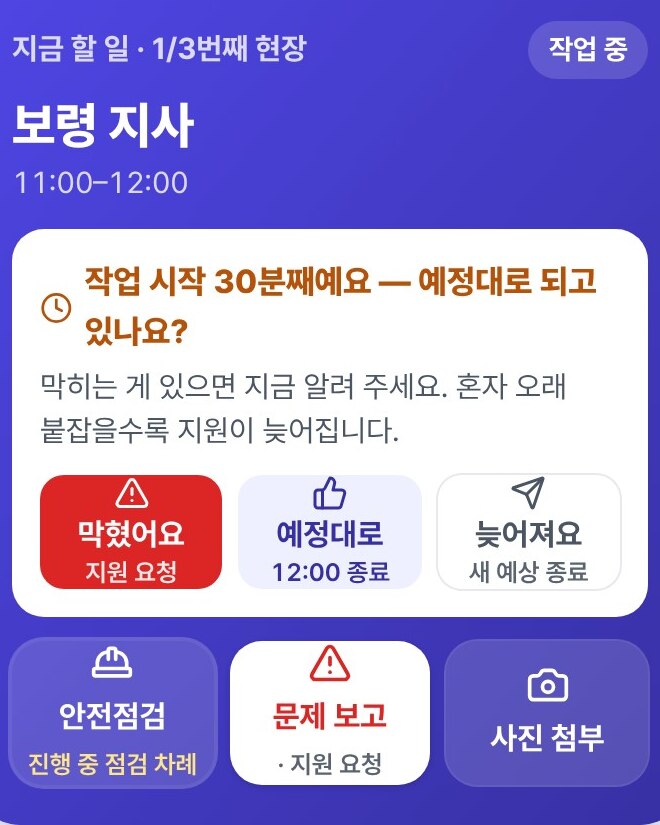 지금 할 일 · 1/3번째 현장
작업 중
보령 지사
11:00–12:00
작업 시작 30분째예요 — 예정대로 되고
있나요?
막히는 게 있으면 지금 알려 주세요. 혼자 오래
붙잡을수록 지원이 늦어집니다.
막혔어요
지원 요청
예정대로
12:00 종료
늦어져요
새 예상 종료
안전점검
진행 중 점검 차례
문제 보고
· 지원 요청
사진 첨부